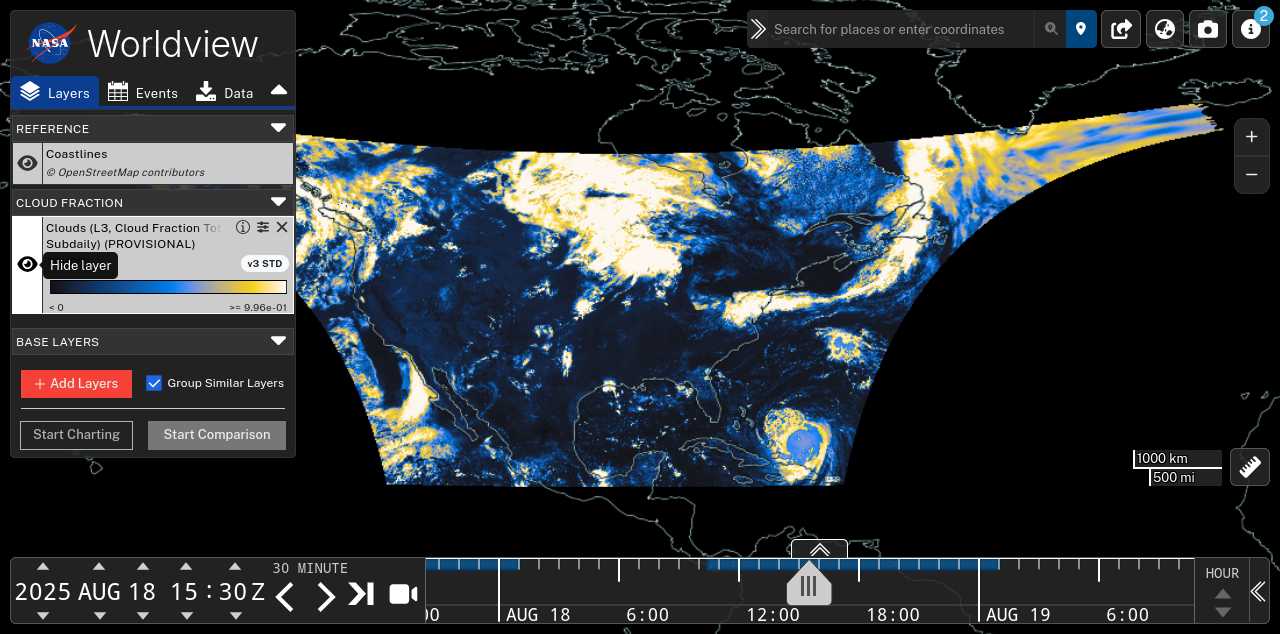 NASA
Worldview
Layers
Events
Data
REFERENCE
Coastlines
© OpenStreetMap contributors
CLOUD FRACTION
Clouds (L3, Cloud Fraction Tot
Subdaily) (PROVISIONAL)
Hide layer
v3 STD
< 0
>= 9.96e-01
BASE LAYERS
+ Add Layers
Group Similar Layers
Start Charting
Start Comparison
Search for places or enter coordinates
2
+
−
1000 km
500 mi
2025 AUG 18 15 : 30 Z
30 MINUTE
00
AUG 18
6:00
12:00
18:00
AUG 19
6:00
HOUR